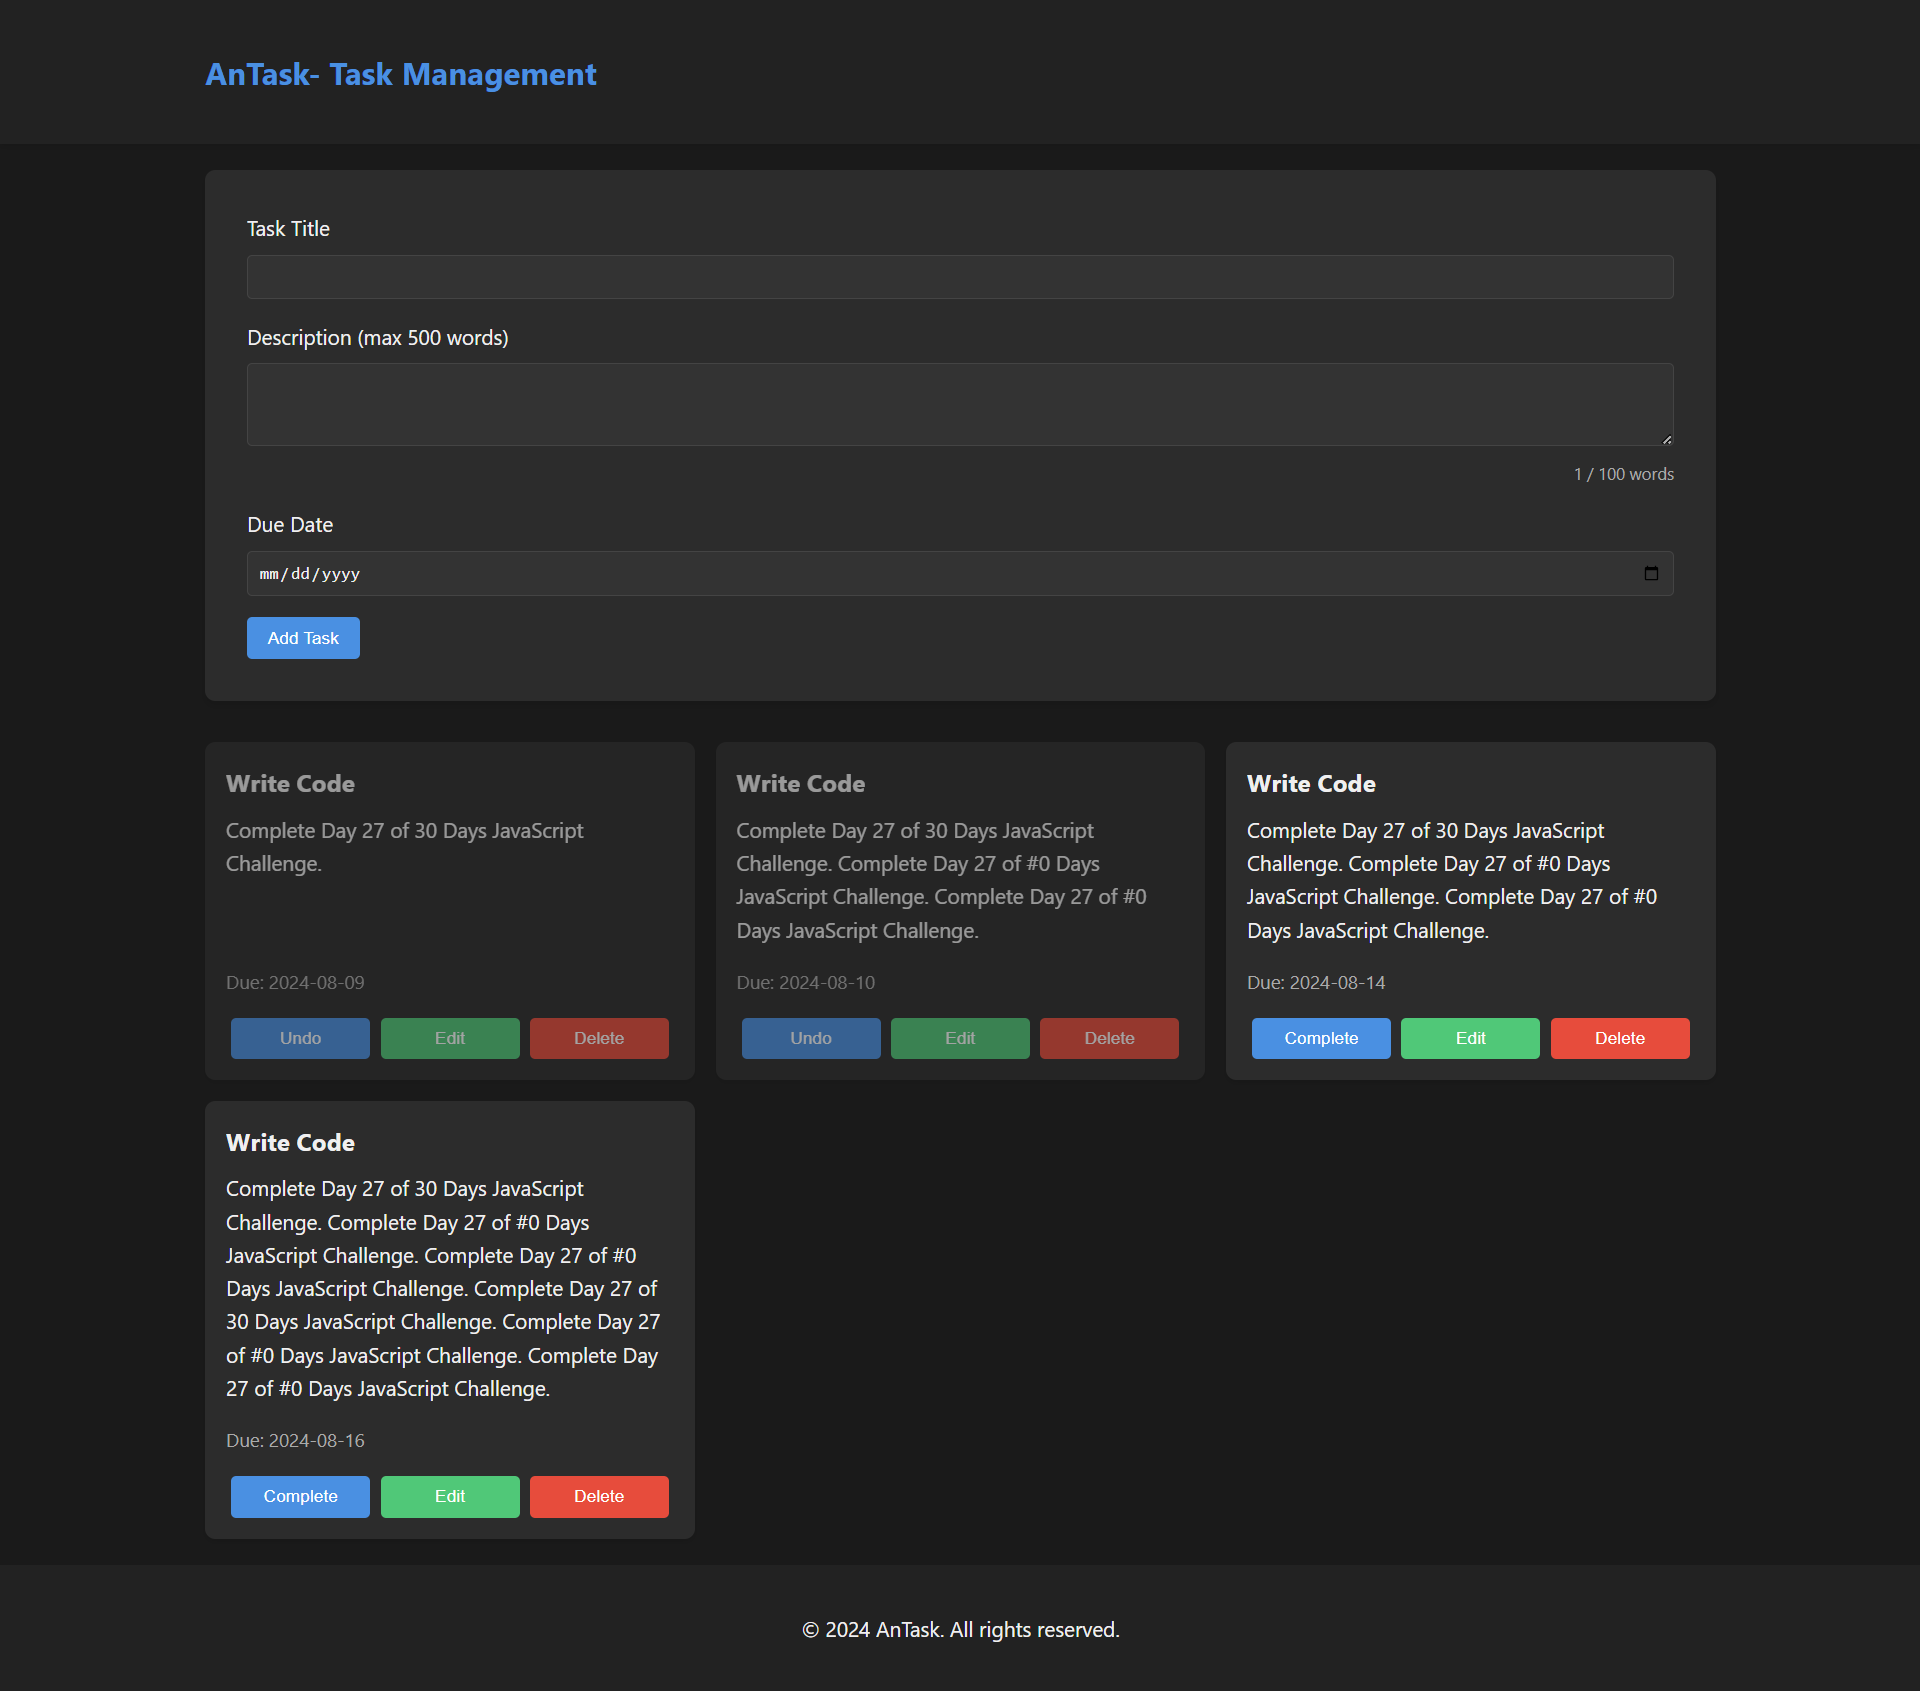 AnTask- Task Management
Task Title
Description (max 500 words)
1 / 100 words
Due Date
mm/dd/yyyy
Add Task
Write Code
Complete Day 27 of 30 Days JavaScript
Challenge.
Due: 2024-08-09
Undo Edit Delete
Write Code
Complete Day 27 of 30 Days JavaScript
Challenge. Complete Day 27 of #0 Days
JavaScript Challenge. Complete Day 27 of #0
Days JavaScript Challenge.
Due: 2024-08-10
Undo Edit Delete
Write Code
Complete Day 27 of 30 Days JavaScript
Challenge. Complete Day 27 of #0 Days
JavaScript Challenge. Complete Day 27 of #0
Days JavaScript Challenge.
Due: 2024-08-14
Complete Edit Delete
Write Code
Complete Day 27 of 30 Days JavaScript
Challenge. Complete Day 27 of #0 Days
JavaScript Challenge. Complete Day 27 of #0
Days JavaScript Challenge. Complete Day 27 of
30 Days JavaScript Challenge. Complete Day 27
of #0 Days JavaScript Challenge. Complete Day
27 of #0 Days JavaScript Challenge.
Due: 2024-08-16
Complete Edit Delete
© 2024 AnTask. All rights reserved.